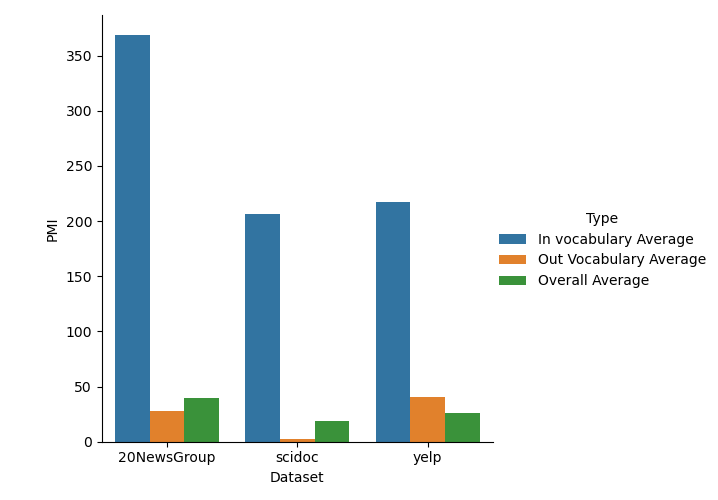 350
300
250
200
150
100
50
0
PMI
20NewsGroup
scidoc
yelp
Dataset
Type
In vocabulary Average
Out Vocabulary Average
Overall Average